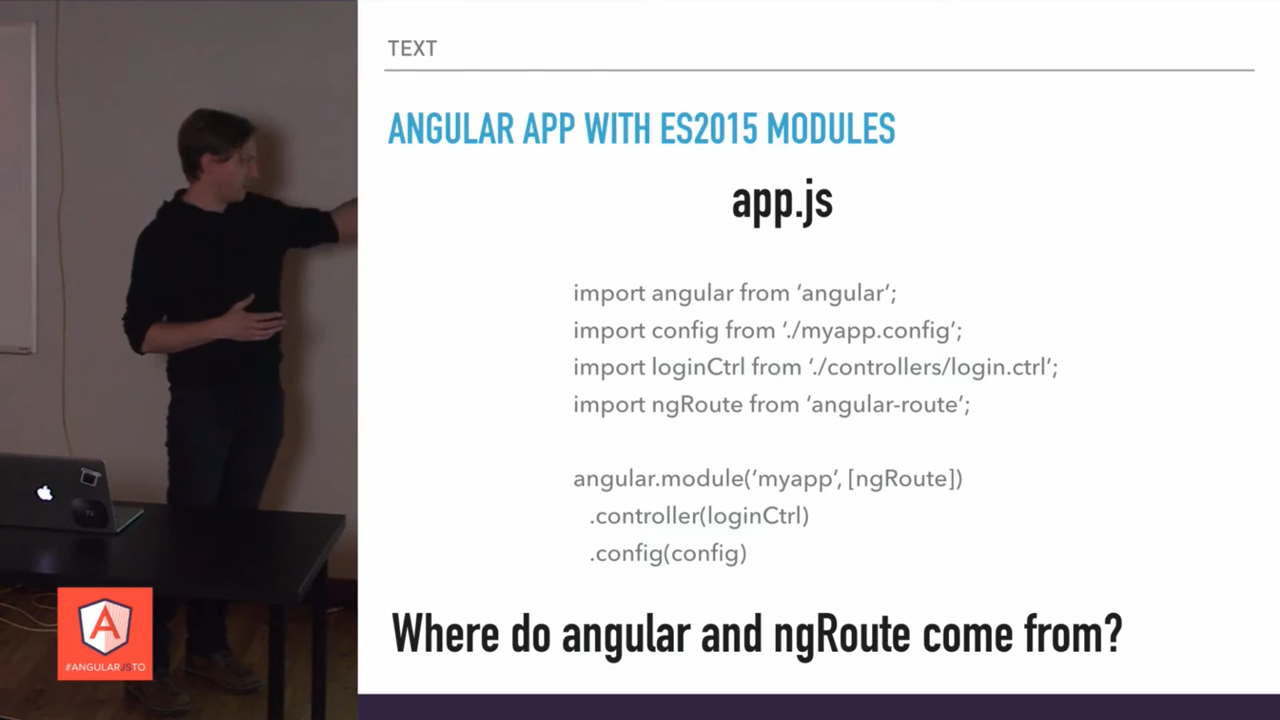 TEXT
ANGULAR APP WITH ES2015 MODULES
app.js
import angular from ‘angular’;
import config from ‘./myapp.config’;
import loginCtrl from ‘./controllers/login.ctrl’;
import ngRoute from ‘angular-route’;
angular.module(‘myapp’, [ngRoute])
.controller(loginCtrl)
.config(config)
Where do angular and ngRoute come from?
A
#ANGULARJSTO